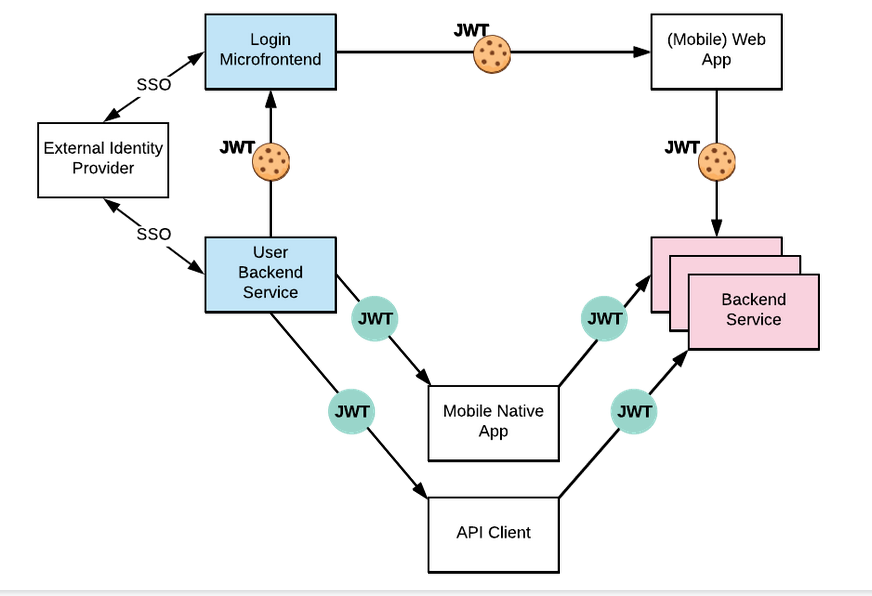 JWT
Login
Microfrontend
(Mobile) Web
App
SSO
External Identity
Provider
JWT
JWT
SSO
User
Backend
Service
Backend
Service
JWT
JWT
Mobile Native
App
JWT
JWT
API Client